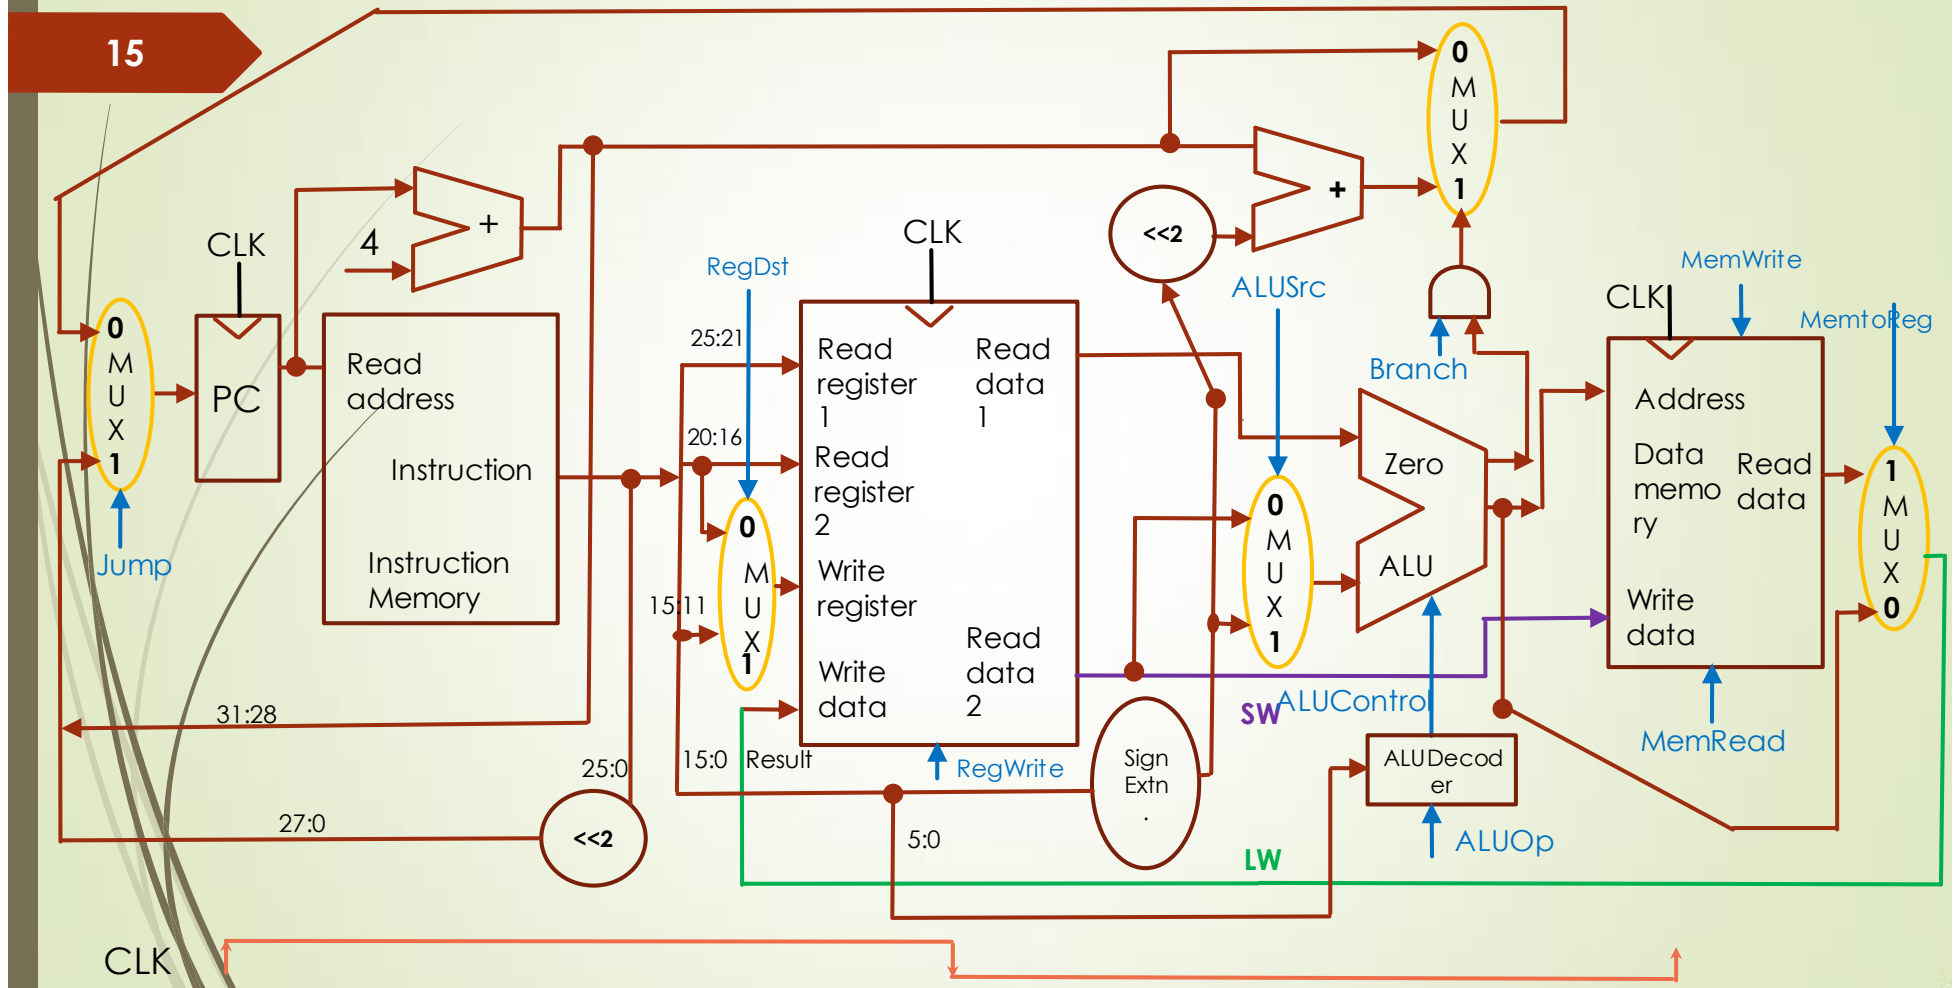 15
CLK
4
+
0
M
U
X
1
Jump
PC
Read
address
Instruction
Instruction
Memory
31:28
27:0
<<2
25:0
25:21
20:16
15:11
15:0
RegDst
0
M
U
X
1
Result
CLK
Read
register
1
Read
register
2
Write
register
Write
data
Read
data
1
Read
data
2
RegWrite
5:0
Sign
Extn
.
<<2
+
0
M
U
X
1
Branch
ALUSrc
0
M
U
X
1
Zero
ALU
ALUControl
SW
ALUDecod
er
ALUOp
LW
CLK
MemWrite
Address
Data
memo
ry
Read
data
Write
data
MemRead
MemtoReg
1
M
U
X
0
CLK